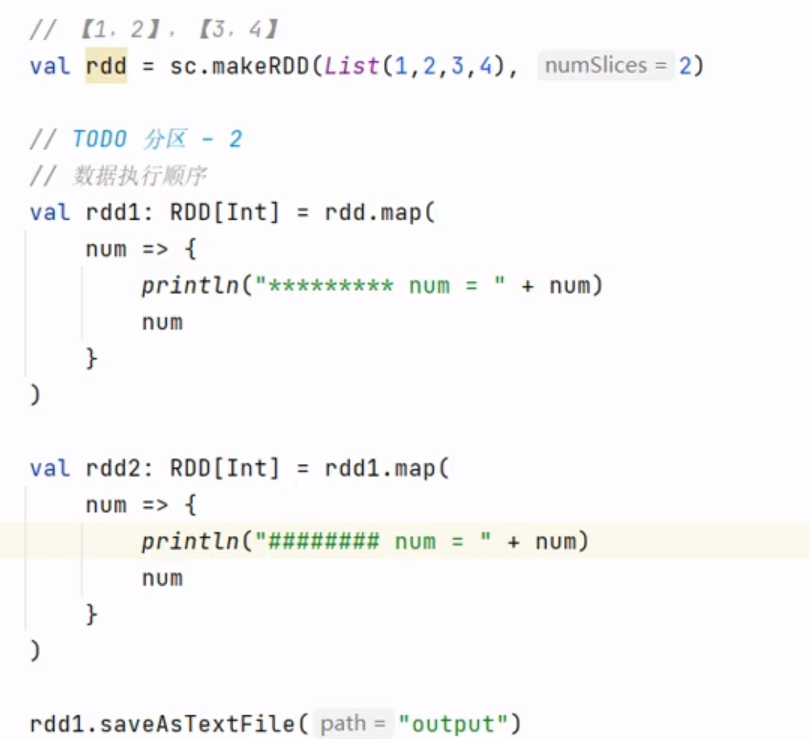 // 【1，2】，【3，4】
val rdd = sc.makeRDD(List(1,2,3,4), numSlices = 2)
// TODO 分区 - 2
// 数据执行顺序
val rdd1: RDD[Int] = rdd.map(
num => {
println("********* num = " + num)
num
}
)
val rdd2: RDD[Int] = rdd1.map(
num => {
println("######## num = " + num)
num
}
)
rdd1.saveAsTextFile( path = "output")